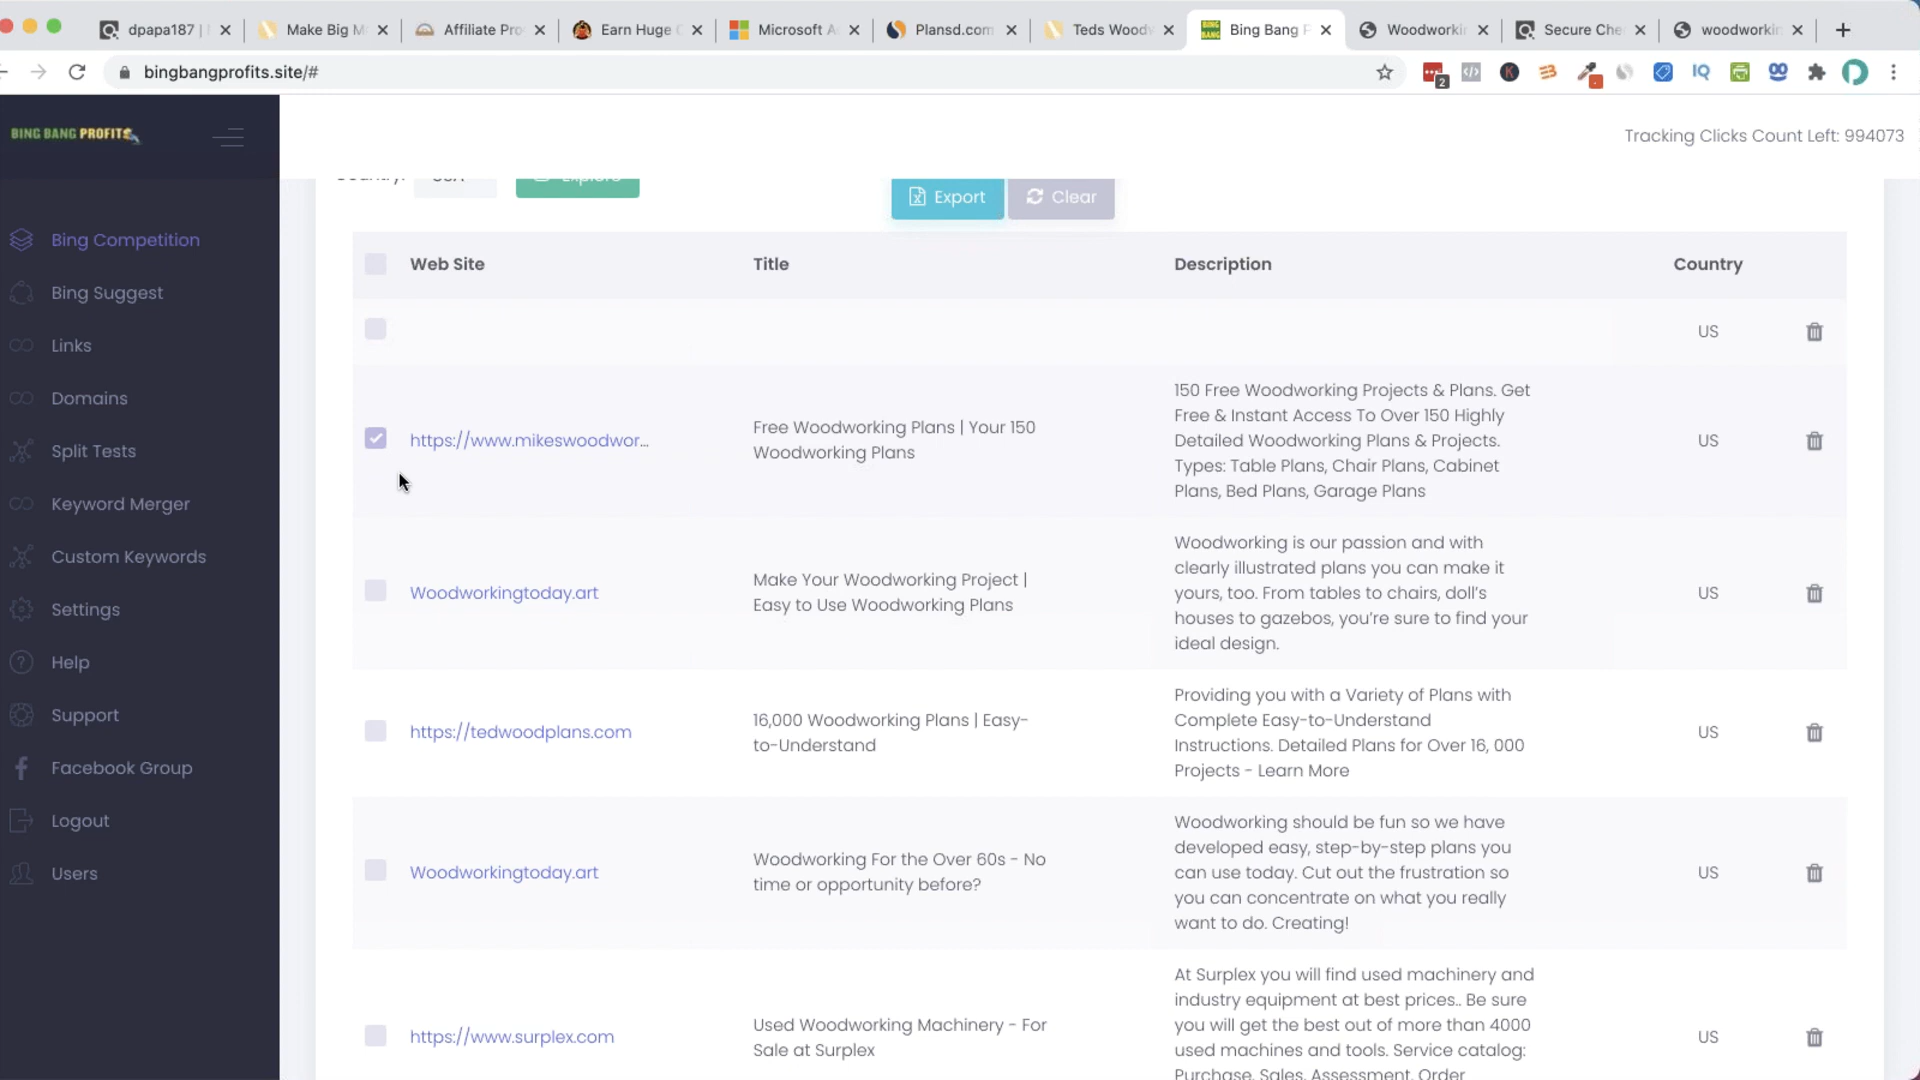 dpapa187 |
Make Big M
Affiliate Pro
Earn Huge C
Microsoft A
Plansd.com
Teds Woody
Bing Bang P
Woodworkin
Secure Che
woodworkin
bingbangprofits.site/#
2
IQ
BING BANG PROFITS
Tracking Clicks Count Left: 994073
Export
Clear
Bing Competition
Bing Suggest
Links
Domains
Split Tests
Keyword Merger
Custom Keywords
Settings
Help
Support
Facebook Group
Logout
Users
Web Site
Title
Description
Country
US
https://www.mikeswoodwor...
Free Woodworking Plans | Your 150
Woodworking Plans
150 Free Woodworking Projects & Plans. Get
Free & Instant Access To Over 150 Highly
Detailed Woodworking Plans & Projects.
Types: Table Plans, Chair Plans, Cabinet
Plans, Bed Plans, Garage Plans
US
Woodworkingtoday.art
Make Your Woodworking Project |
Easy to Use Woodworking Plans
Woodworking is our passion and with
clearly illustrated plans you can make it
yours, too. From tables to chairs, doll's
houses to gazebos, you're sure to find your
ideal design.
US
https://tedwoodplans.com
16,000 Woodworking Plans | Easy-
to-Understand
Providing you with a Variety of Plans with
Complete Easy-to-Understand
Instructions. Detailed Plans for Over 16, 000
Projects - Learn More
US
Woodworkingtoday.art
Woodworking For the Over 60s - No
time or opportunity before?
Woodworking should be fun so we have
developed easy, step-by-step plans you
can use today. Cut out the frustration so
you can concentrate on what you really
want to do. Creating!
US
https://www.surplex.com
Used Woodworking Machinery - For
Sale at Surplex
At Surplex you will find used machinery and
industry equipment at best prices.. Be sure
you will get the best out of more than 4000
used machines and tools. Service catalog:
Purchase, Sales, Assessment, Order
US